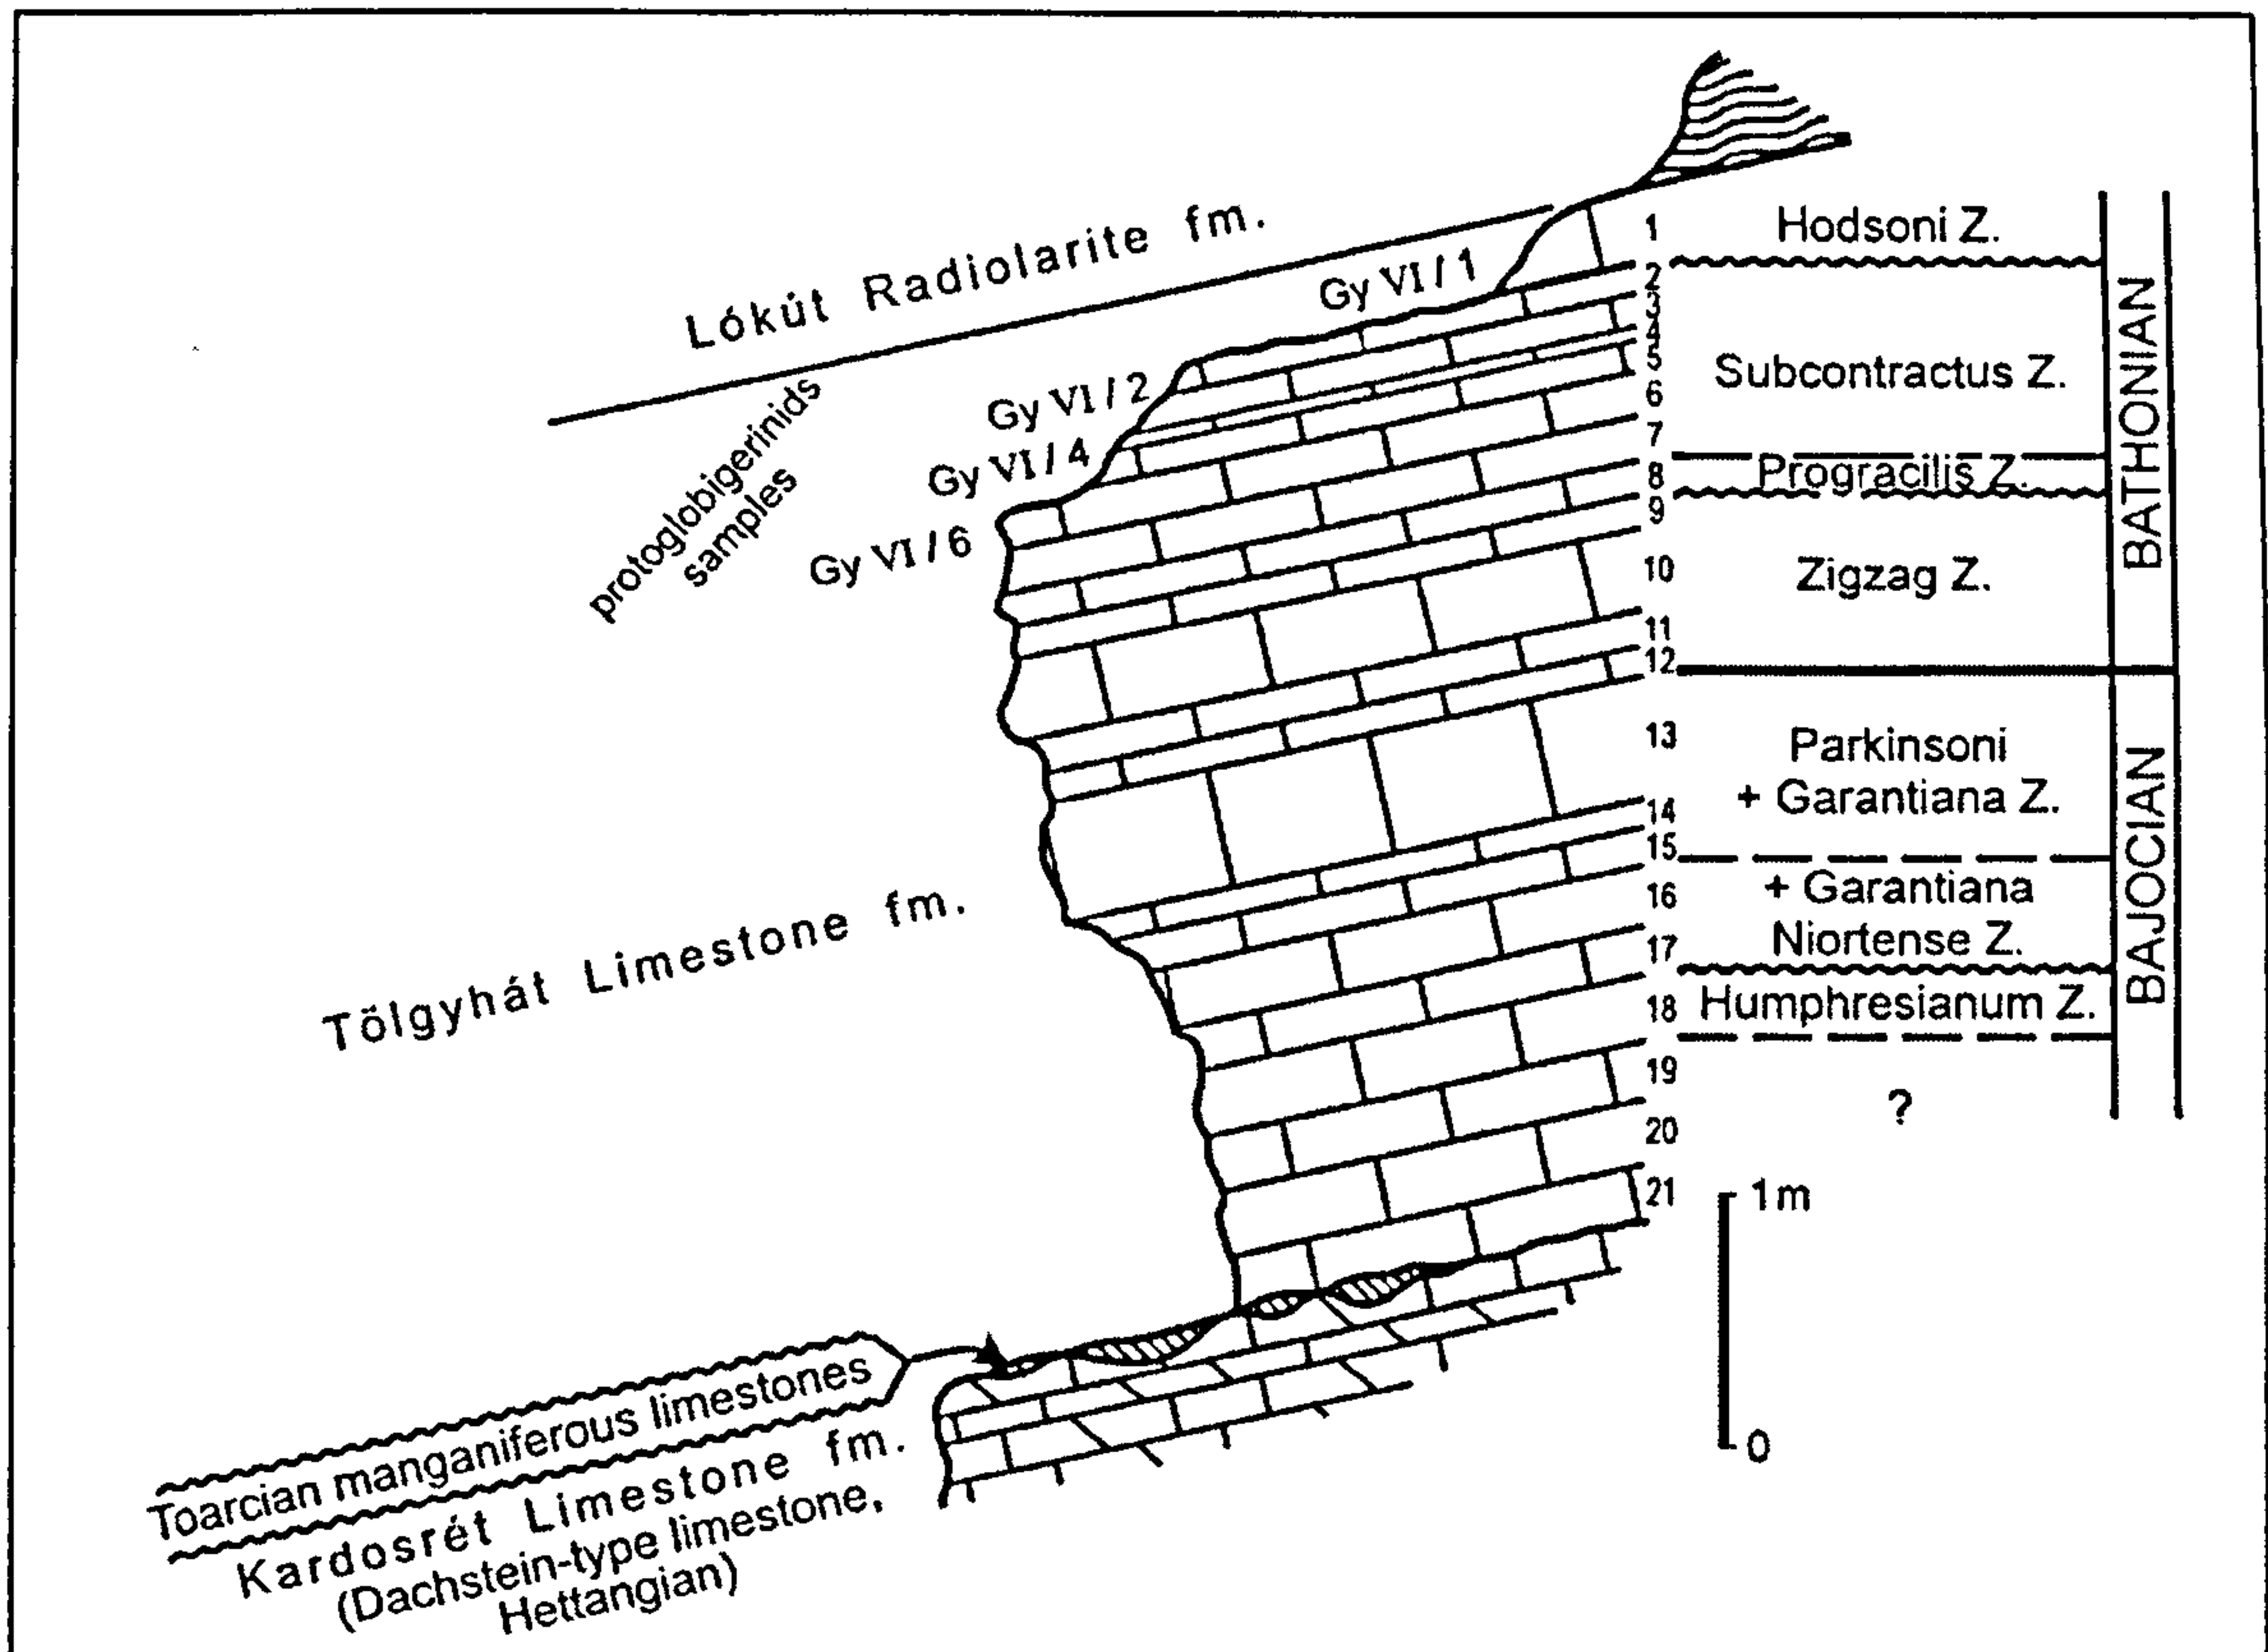 Lókút Radiolarite fm.
protoglobigerinids
samples
Gy VI / 1
Gy VI / 2
Gy VI / 4
Gy VI / 6
Tölgyhát Limestone fm.
Toarcian manganiferous limestones
Kardosrét Limestone fm.
(Dachstein-type limestone,
Hettangian)
1
2
3
4
5
6
7
8
9
10
11
12
13
14
15
16
17
18
19
20
21
Hodsoni Z.
Subcontractus Z.
Progracilis Z.
Zigzag Z.
Parkinsoni
+ Garantiana Z.
+ Garantiana
Niortense Z.
Humphresianum Z.
?
BATHONIAN
BAJOCIAN
1m
0